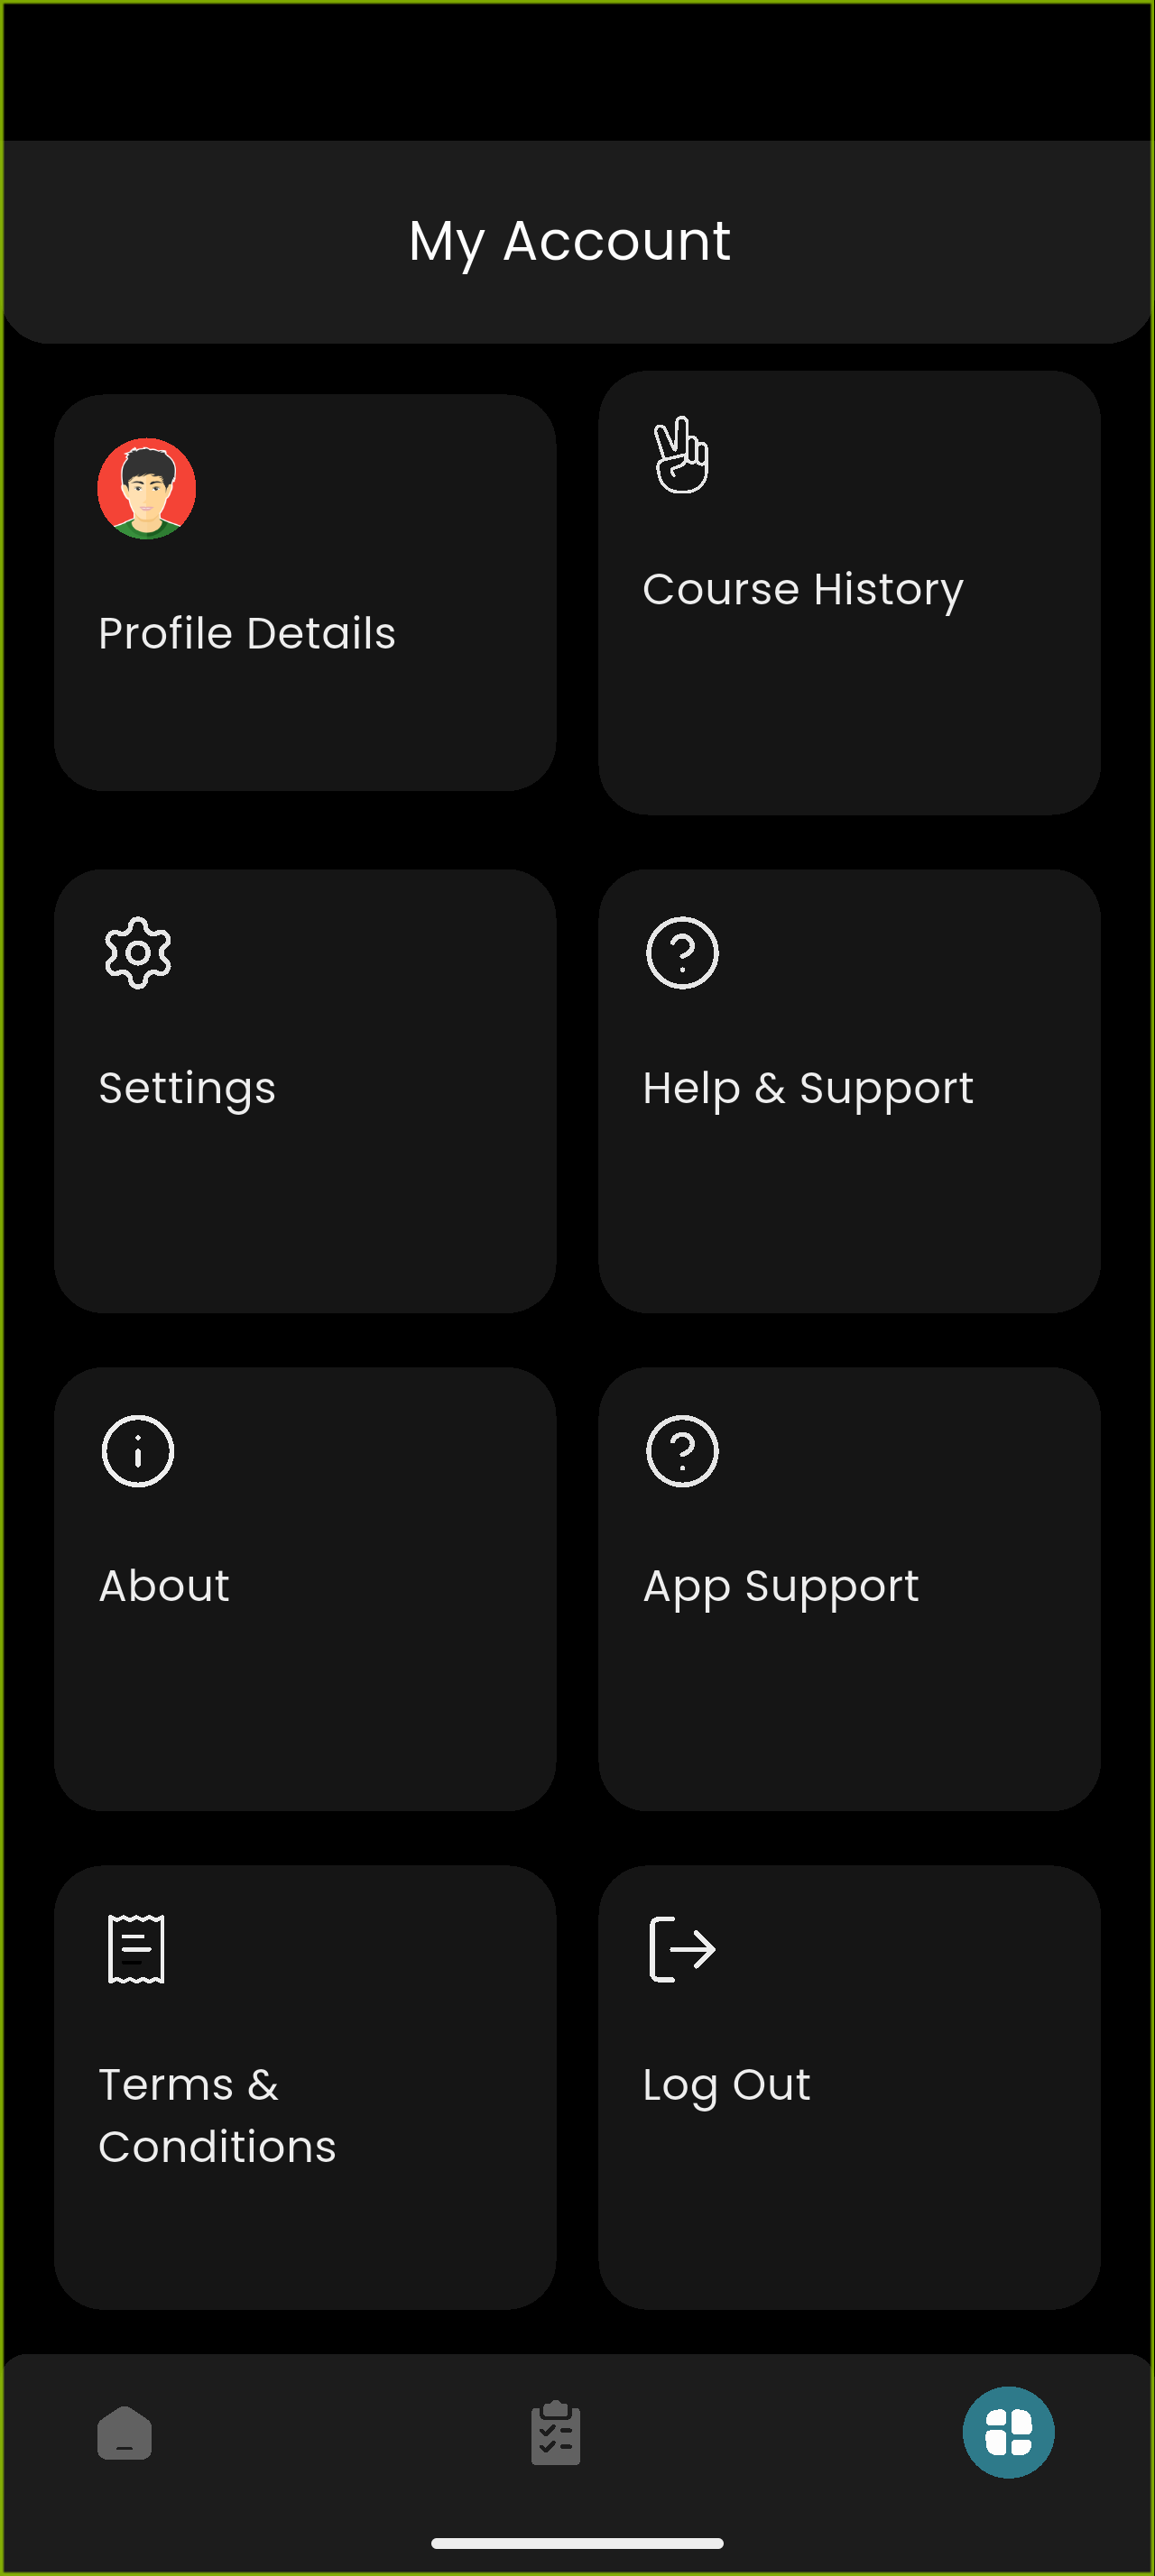 My Account
Profile Details
Course History
Settings
Help & Support
About
App Support
Terms &
Conditions
Log Out